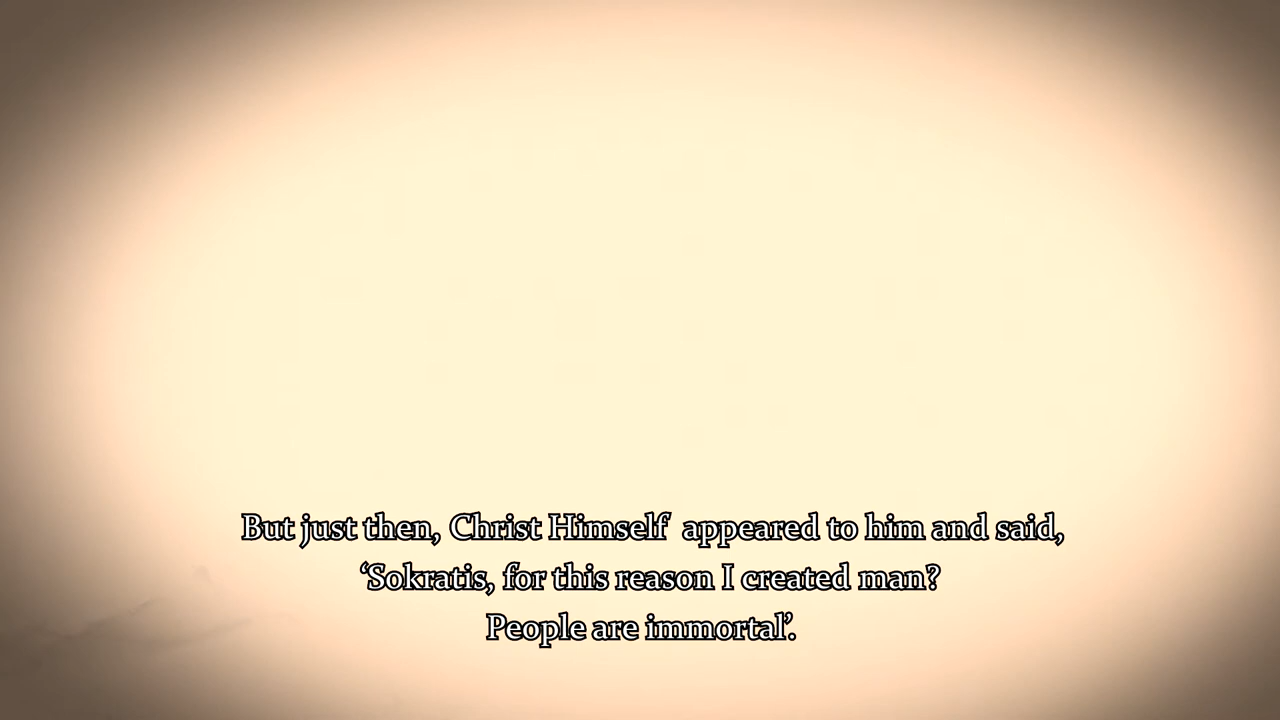 But just then, Christ Himself  appeared to him and said,
‘Sokratis, for this reason I created man?
People are immortal’.